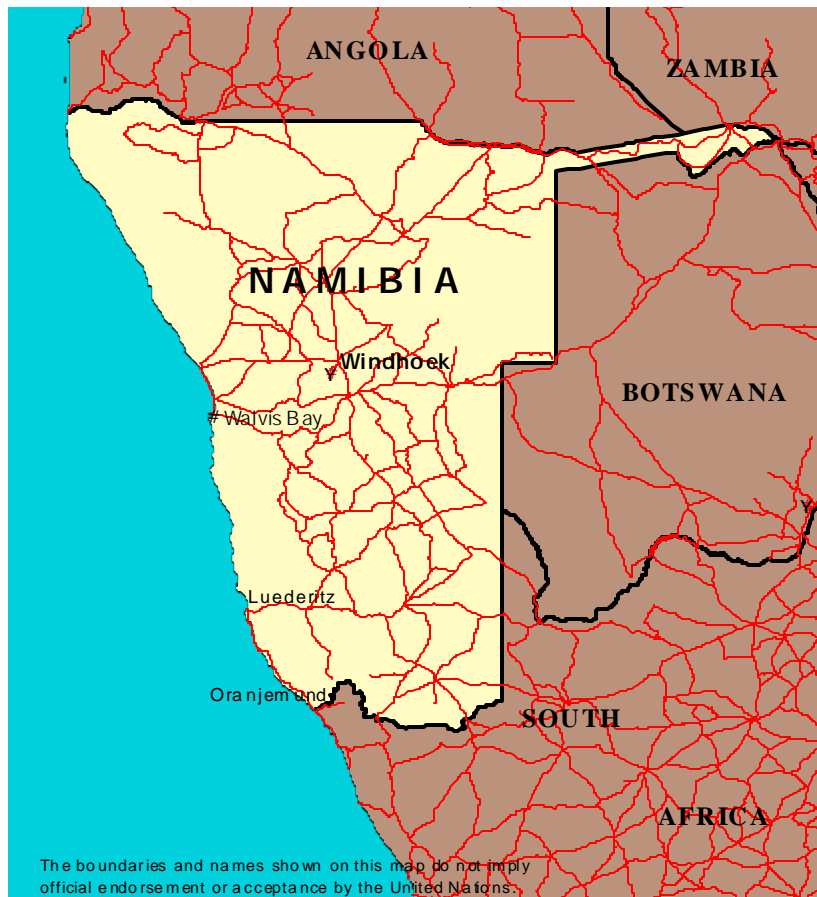 ANGOLA
ZAMBIA
NAMIBIA
Windhoek
BOTSWANA
# Walvis Bay
Luederitz
Oranjemund
SOUTH
AFRICA
The boundaries and names shown on this map do not imply
official endorsement or acceptance by the United Nations.